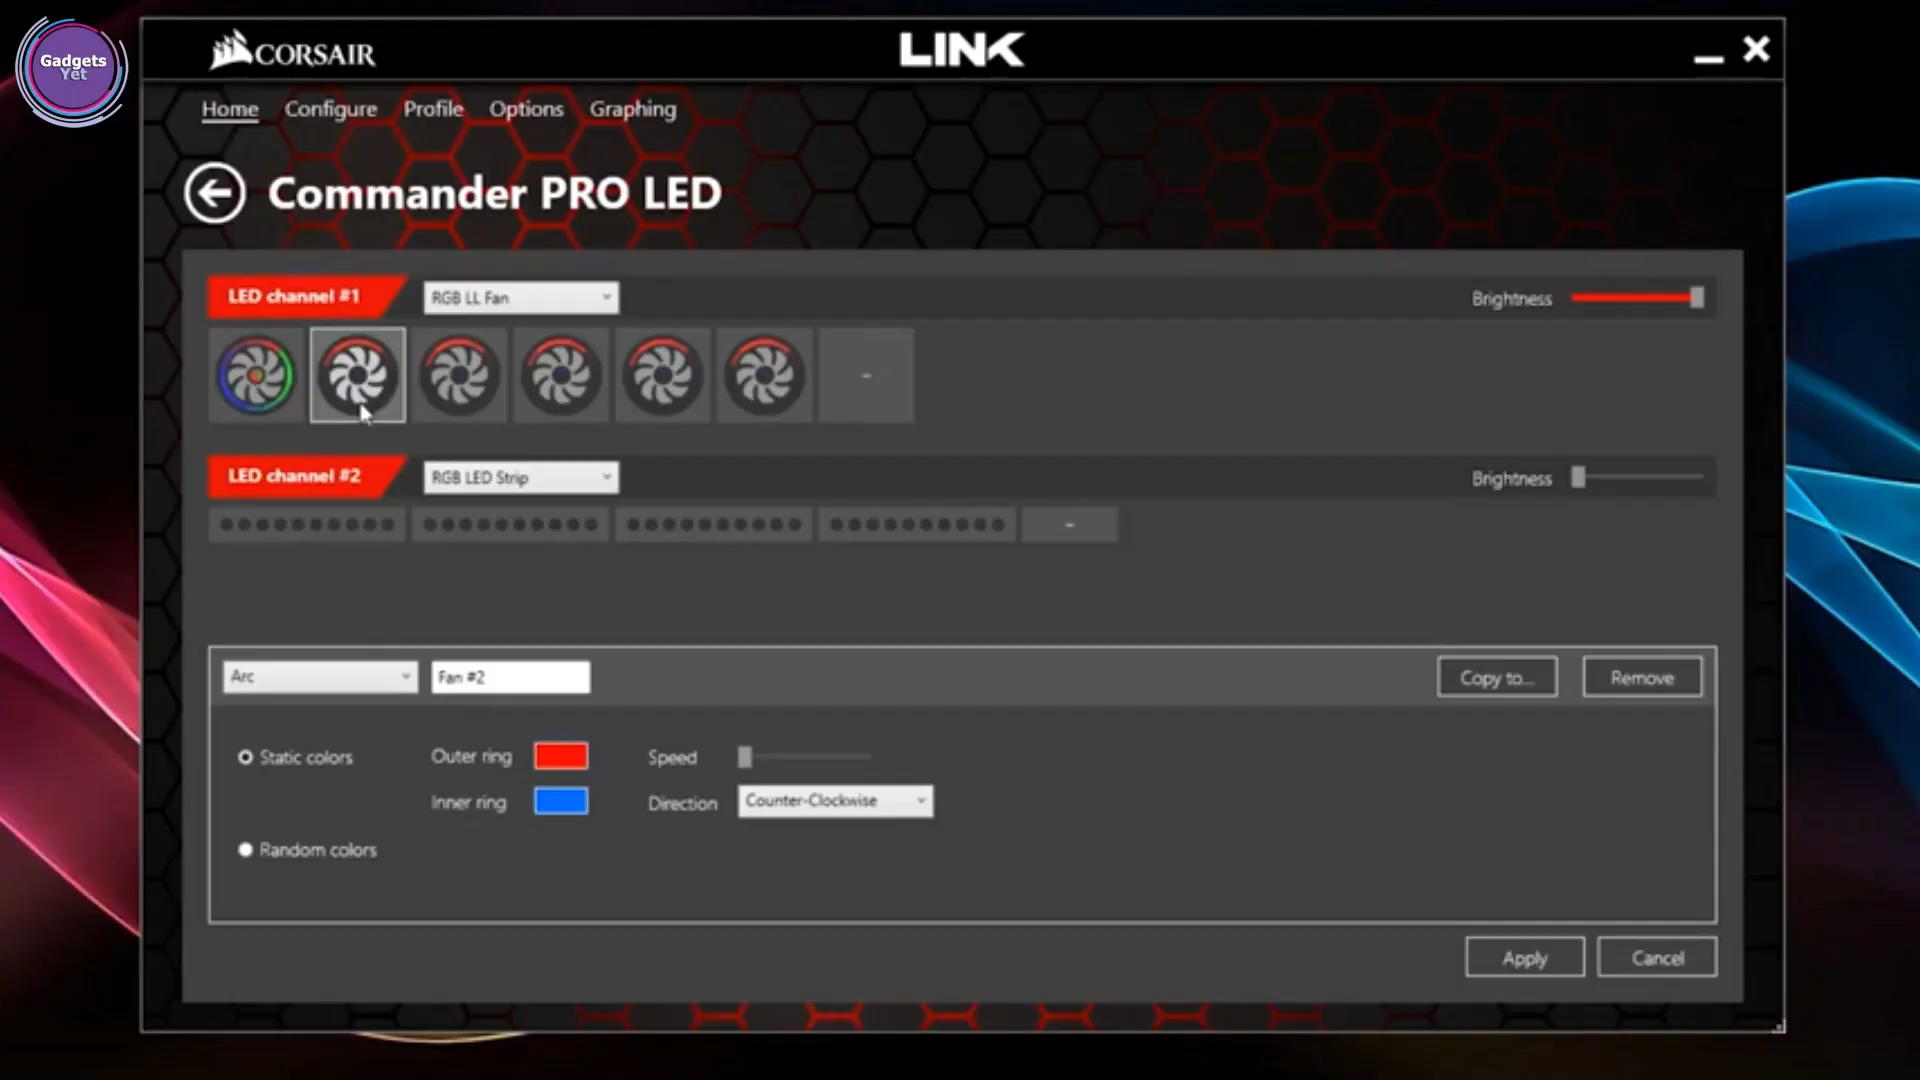 Gadgets
Yet
CORSAIR
LINK
Home Configure Profile Options Graphing
Commander PRO LED
LED channel #1 RGB LL Fan Brightness
-
LED channel #2 RGB LED Strip Brightness
-
Arc Fan #2 Copy to... Remove
Static colors Outer ring Speed
Inner ring Direction Counter-Clockwise
Random colors
Apply Cancel